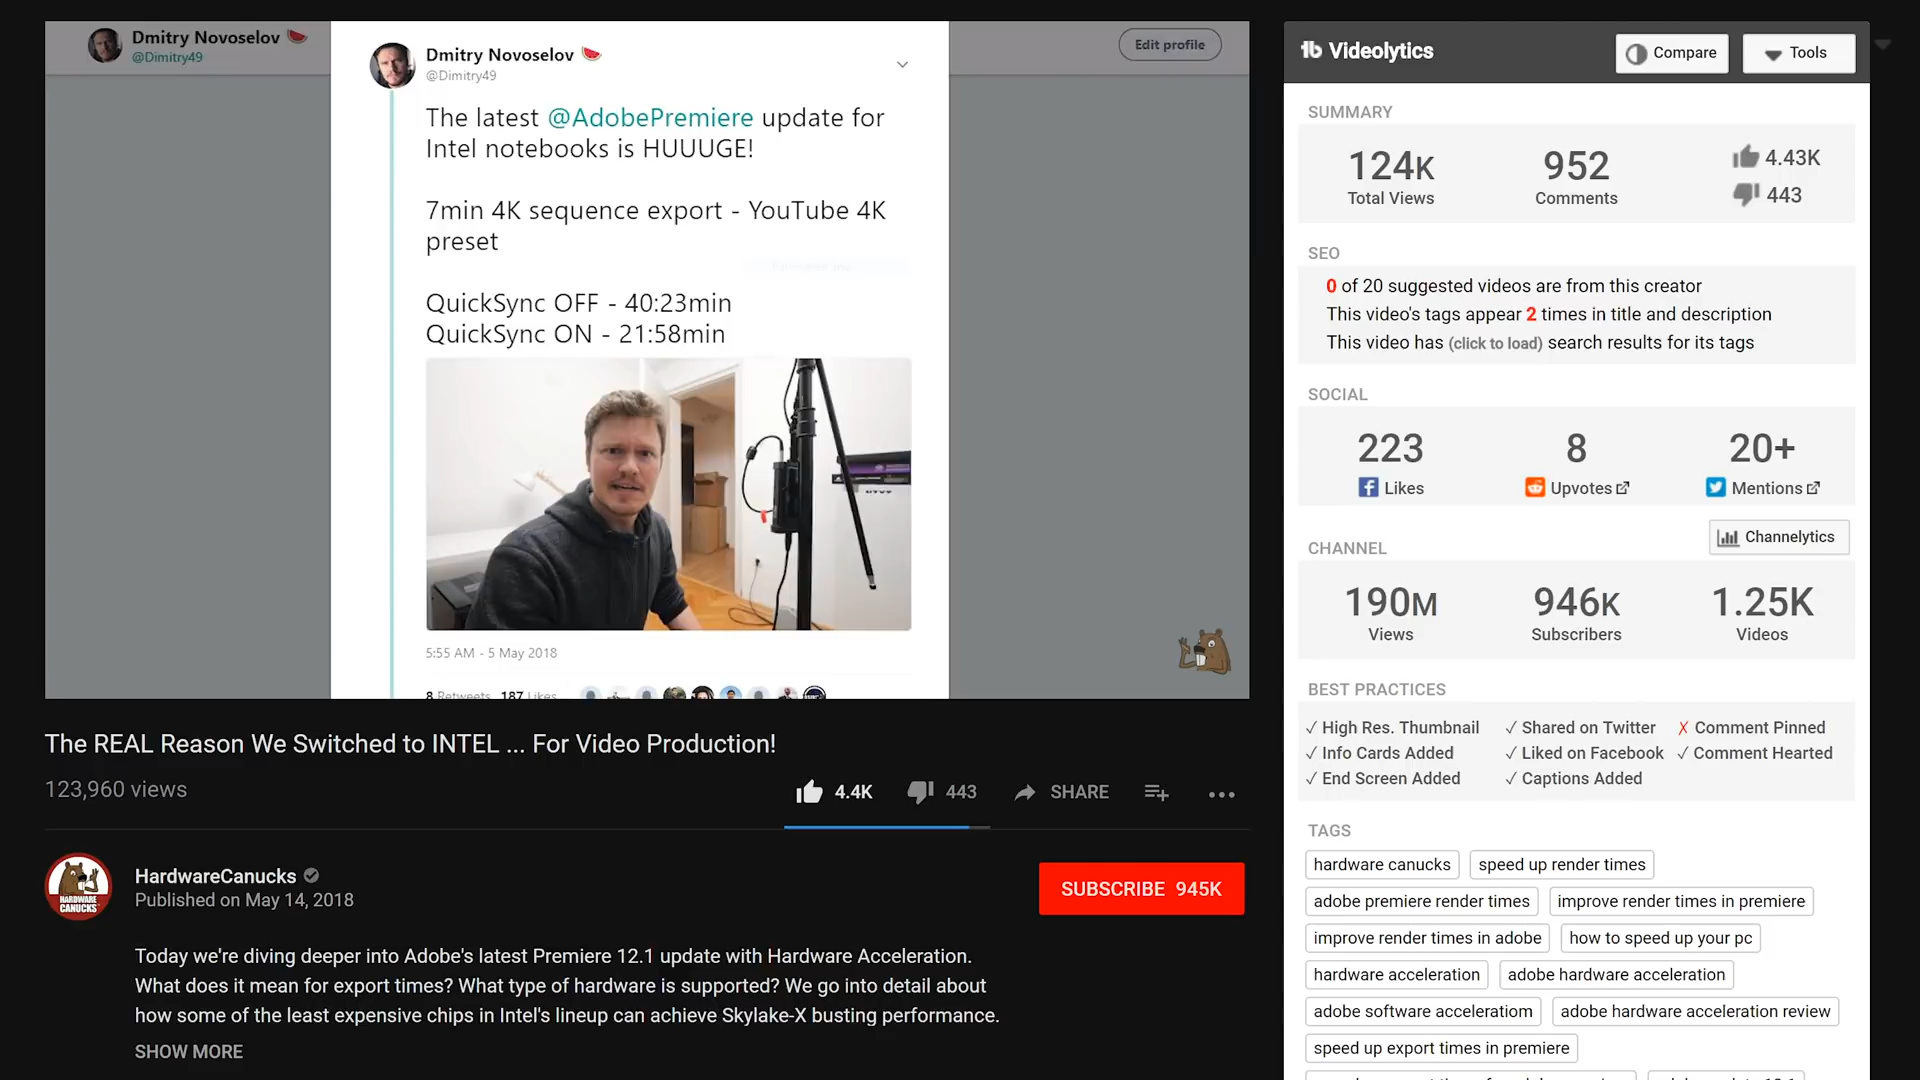 Dmitry Novoselov
@Dimitry49
Dmitry Novoselov
@Dimitry49
Edit profile
The latest @AdobePremiere update for
Intel notebooks is HUUUGE!
7min 4K sequence export - YouTube 4K
preset
QuickSync OFF - 40:23min
QuickSync ON - 21:58min
5:55 AM - 5 May 2018
8 Retweets 187 Likes
The REAL Reason We Switched to INTEL ... For Video Production!
123,960 views
4.4K
443
SHARE
HARDWARE
CANUCKS
HardwareCanucks
Published on May 14, 2018
SUBSCRIBE 945K
Today we're diving deeper into Adobe's latest Premiere 12.1 update with Hardware Acceleration.
What does it mean for export times? What type of hardware is supported? We go into detail about
how some of the least expensive chips in Intel's lineup can achieve Skylake-X busting performance.
SHOW MORE
Videolytics
Compare
Tools
SUMMARY
124K
Total Views
952
Comments
4.43K
443
SEO
0 of 20 suggested videos are from this creator
This video's tags appear 2 times in title and description
This video has (click to load) search results for its tags
SOCIAL
223
Likes
8
Upvotes
20+
Mentions
CHANNEL
Channelytics
190M
Views
946K
Subscribers
1.25K
Videos
BEST PRACTICES
✓ High Res. Thumbnail ✓ Shared on Twitter ✗ Comment Pinned
✓ Info Cards Added ✓ Liked on Facebook ✓ Comment Hearted
✓ End Screen Added ✓ Captions Added
TAGS
hardware canucks speed up render times
adobe premiere render times improve render times in premiere
improve render times in adobe how to speed up your pc
hardware acceleration adobe hardware acceleration
adobe software acceleratiom adobe hardware acceleration review
speed up export times in premiere